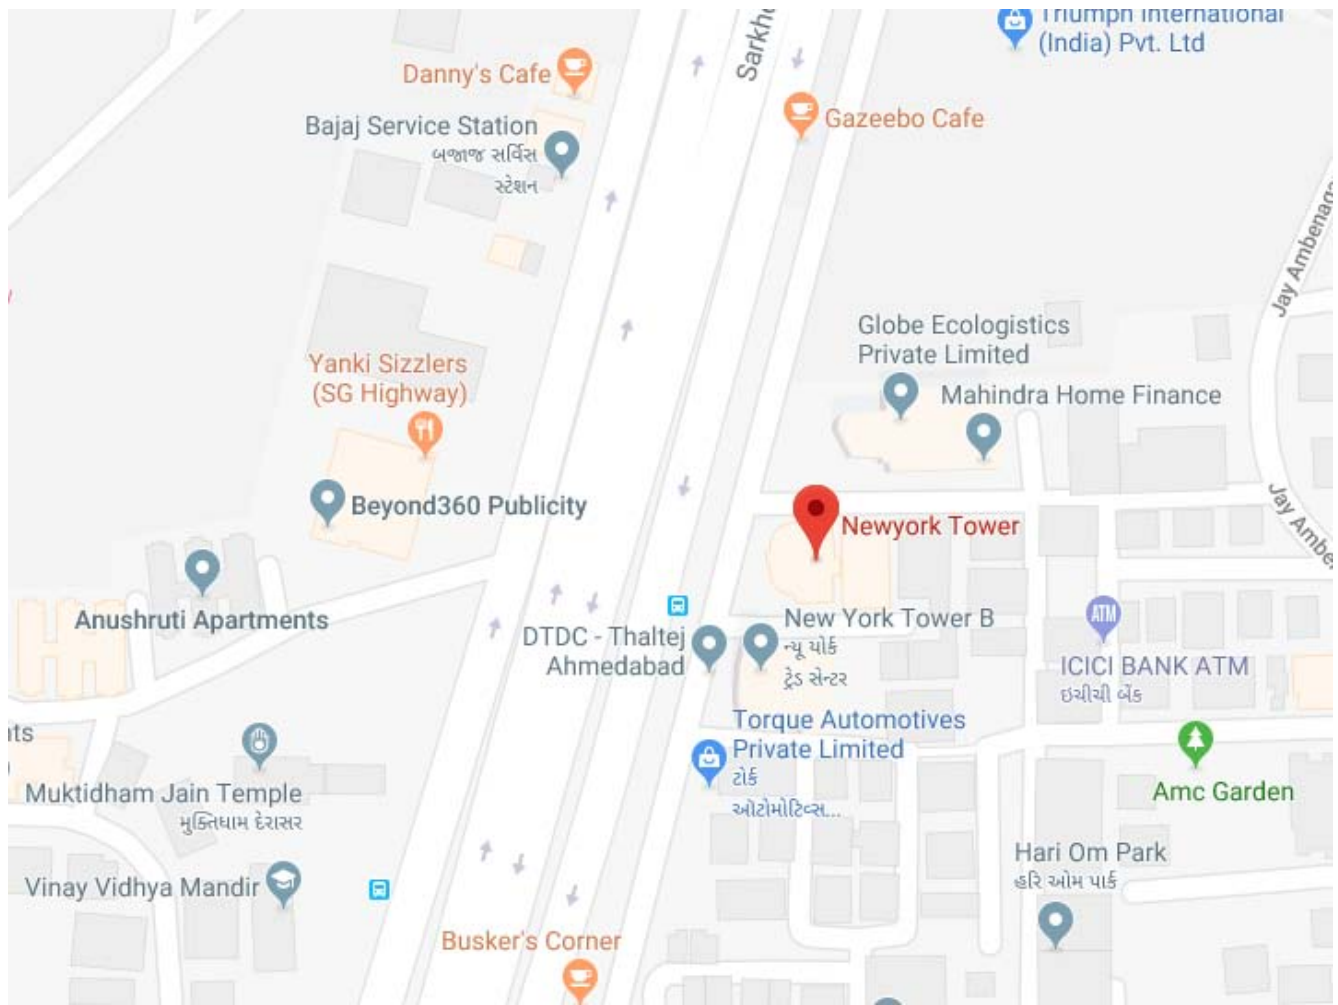 Triumph International
(India) Pvt. Ltd
Sarkhe
Danny's Cafe
Gazeebo Cafe
Bajaj Service Station
બજાજ સર્વિસ
સ્ટેશન
Jay Ambenaga
Globe Ecologistics
Private Limited
Yanki Sizzlers
(SG Highway)
Mahindra Home Finance
Beyond360 Publicity
Newyork Tower
Jay Amber
Anushruti Apartments
DTDC - Thaltej
Ahmedabad
New York Tower B
ન્યૂ યોર્ક
ટ્રેડ સેન્ટર
ATM
ICICI BANK ATM
ઇચીચી બેંક
Torque Automotives
Private Limited
ટોર્ક
ઓટોમોટિવ્સ...
nts
Muktidham Jain Temple
મુક્તિધામ દેરાસર
Amc Garden
Vinay Vidhya Mandir
Hari Om Park
હરિ ઓમ પાર્ક
Busker's Corner